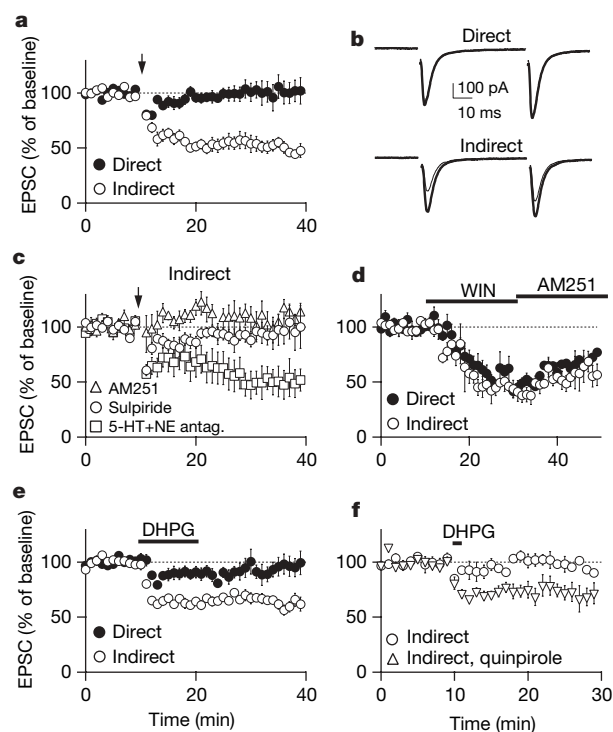 a
EPSC (% of baseline)
100
50
0
0
20
40
Direct
Indirect
b
Direct
100 pA
10 ms
Indirect
c
Indirect
EPSC (% of baseline)
100
50
0
AM251
Sulpiride
5-HT+NE antag.
0
20
40
d
WIN
AM251
100
50
0
Direct
Indirect
0
20
40
e
DHPG
EPSC (% of baseline)
100
50
0
Direct
Indirect
0
20
40
Time (min)
f
DHPG
100
50
0
Indirect
Indirect, quinpirole
0
10
20
30
Time (min)